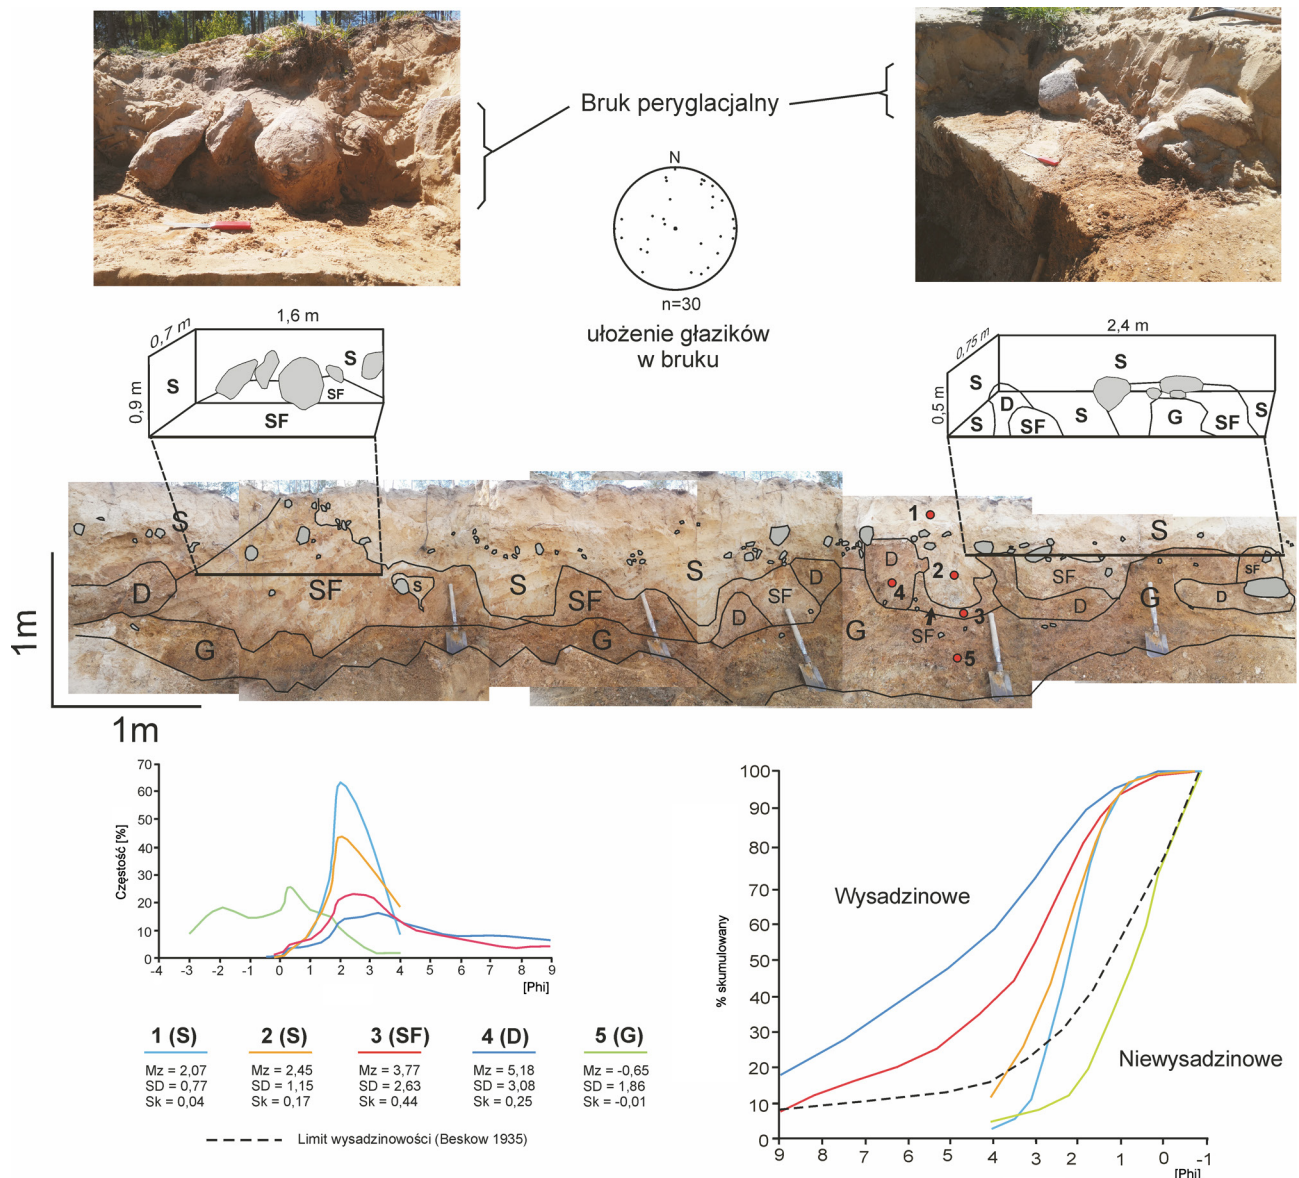 Bruk peryglacjalny
N
n=30
ułożenie głazików
w bruku
0,7 m
1,6 m
0,9 m
S
S
SF
SF
0,75 m
2,4 m
0,5 m
S
S
D
S
SF
S
G
SF
S
1m
1m
S
D
SF
G
S
S
SF
G
S
D
SF
D
G
D
4
1
2
3
SF
5
SF
D
G
SF
D
Częstość [%]
70
60
50
40
30
20
10
0
-4 -3 -2 -1 0 1 2 3 4 5 6 7 8 9
[Phi]
1 (S)
Mz = 2,07
SD = 0,77
Sk = 0,04
2 (S)
Mz = 2,45
SD = 1,15
Sk = 0,17
3 (SF)
Mz = 3,77
SD = 2,63
Sk = 0,44
4 (D)
Mz = 5,18
SD = 3,08
Sk = 0,25
5 (G)
Mz = -0,65
SD = 1,86
Sk = -0,01
Limit wysadzinowości (Beskow 1935)
% skumulowany
100
90
80
70
60
50
40
30
20
10
0
Wysadzinowe
Niewysadzinowe
9 8 7 6 5 4 3 2 1 0 -1
[Phi]